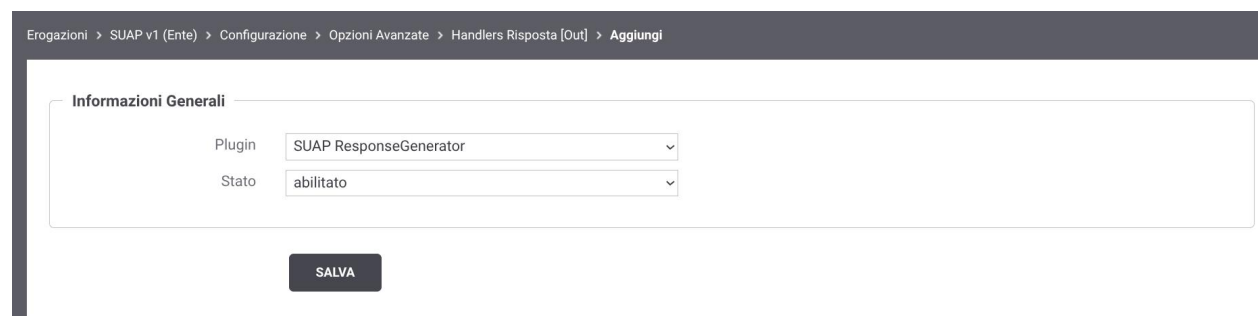 Erogazioni > SUAP v1 (Ente) > Configurazione > Opzioni Avanzate > Handlers Risposta [Out] > Aggiungi
Informazioni Generali
Plugin SUAP ResponseGenerator
Stato abilitato
SALVA